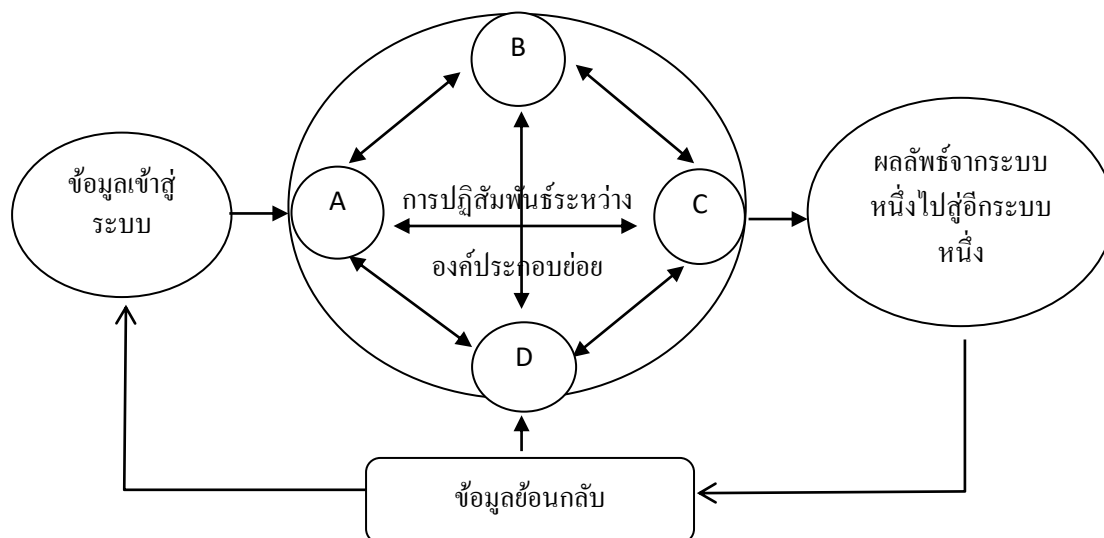 B
ข้อมูลเข้าสู่
ระบบ
A
การปฏิสัมพันธ์ระหว่าง
องค์ประกอบย่อย
C
D
ผลลัพธ์จากระบบ
หนึ่งไปสู่อีกระบบ
หนึ่ง
ข้อมูลย้อนกลับ